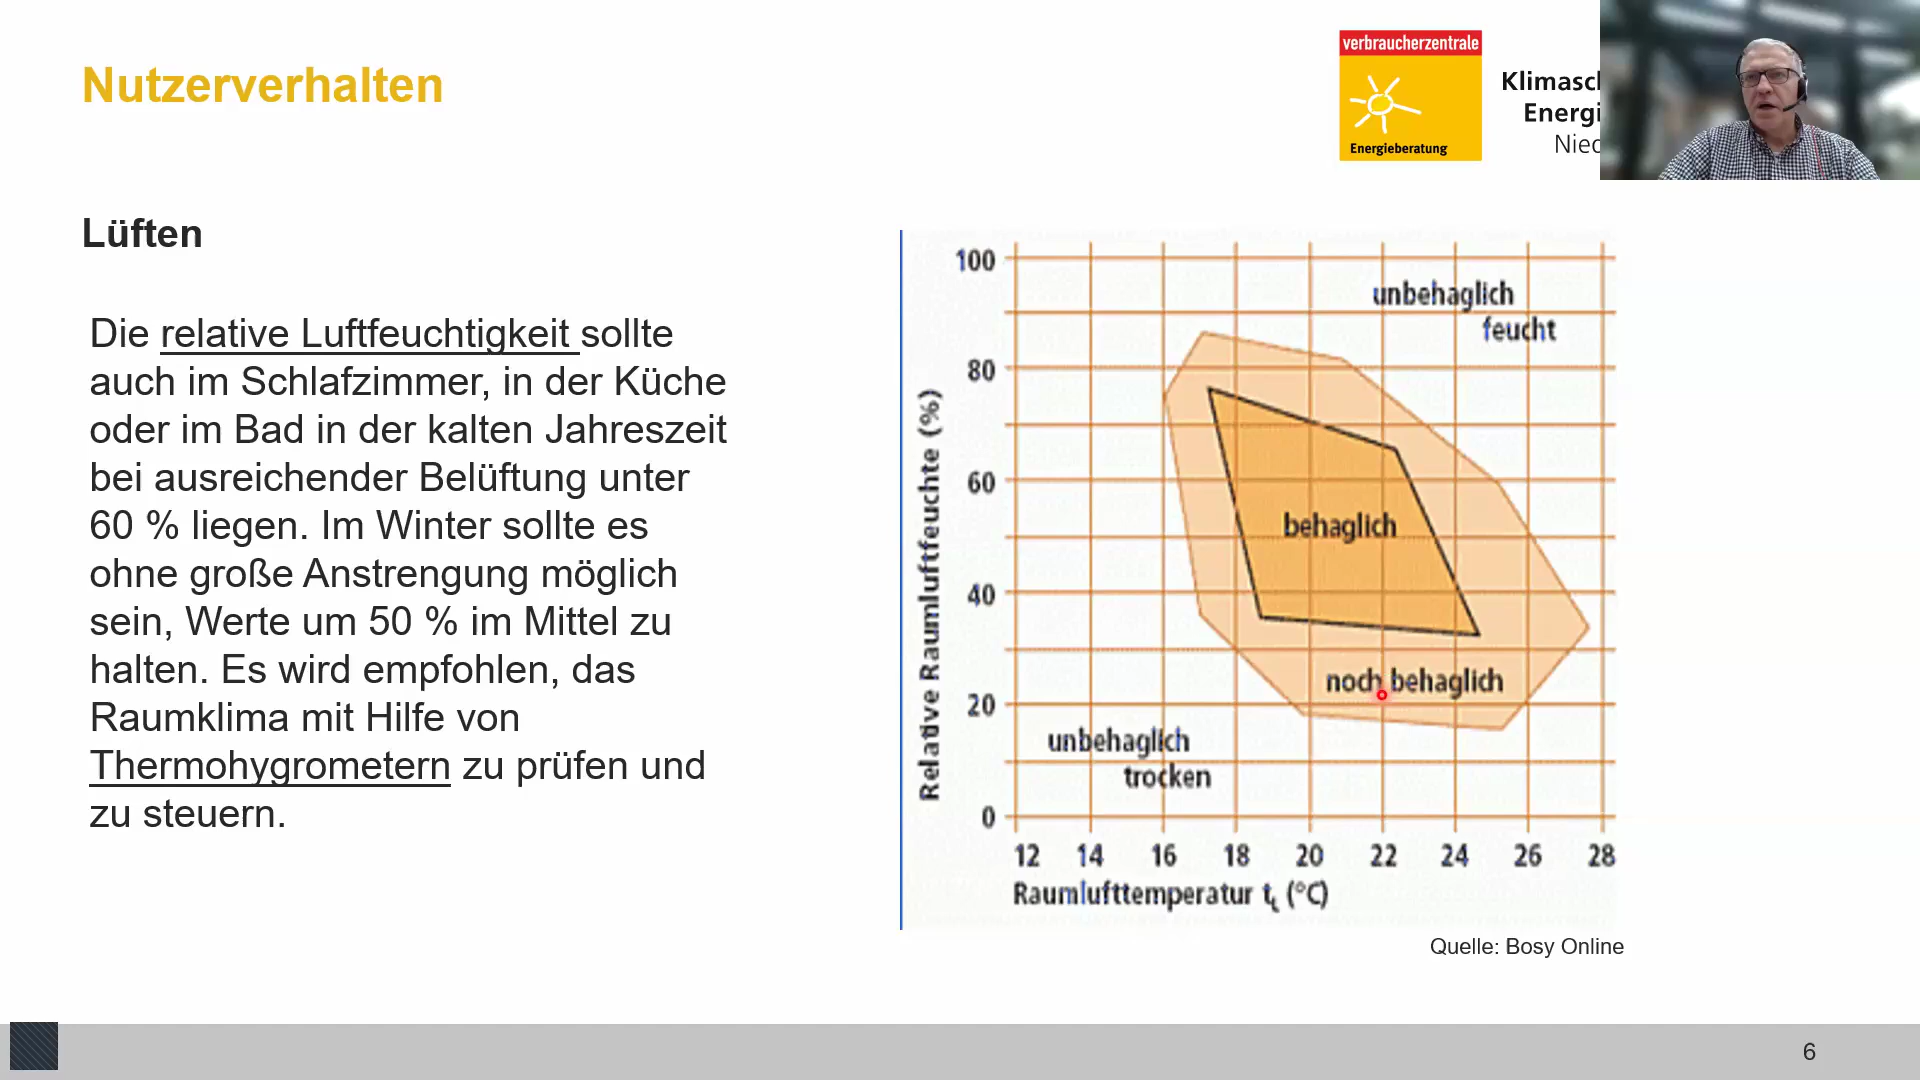 Nutzerverhalten
verbraucherzentrale
Energieberatung
Klimasc
Energi
Nied
Lüften
Die relative Luftfeuchtigkeit sollte
auch im Schlafzimmer, in der Küche
oder im Bad in der kalten Jahreszeit
bei ausreichender Belüftung unter
60 % liegen. Im Winter sollte es
ohne große Anstrengung möglich
sein, Werte um 50 % im Mittel zu
halten. Es wird empfohlen, das
Raumklima mit Hilfe von
Thermohygrometern zu prüfen und
zu steuern.
Relative Raumluftfeuchte (%)
100
80
60
40
20
0
unbehaglich
feucht
behaglich
noch behaglich
unbehaglich
trocken
12 14 16 18 20 22 24 26 28
Raumlufttemperatur tʟ (°C)
Quelle: Bosy Online
6